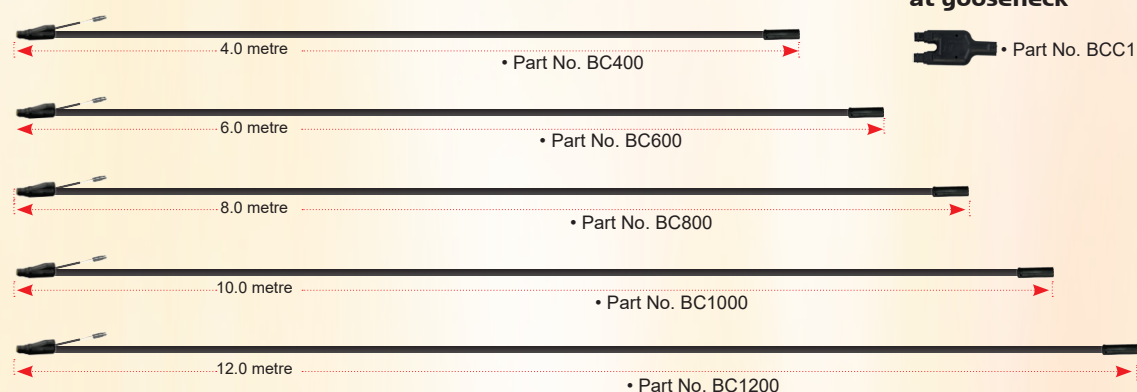 at gooseneck
4.0 metre
• Part No. BC400
• Part No. BCC1
6.0 metre
• Part No. BC600
8.0 metre
• Part No. BC800
10.0 metre
• Part No. BC1000
12.0 metre
• Part No. BC1200